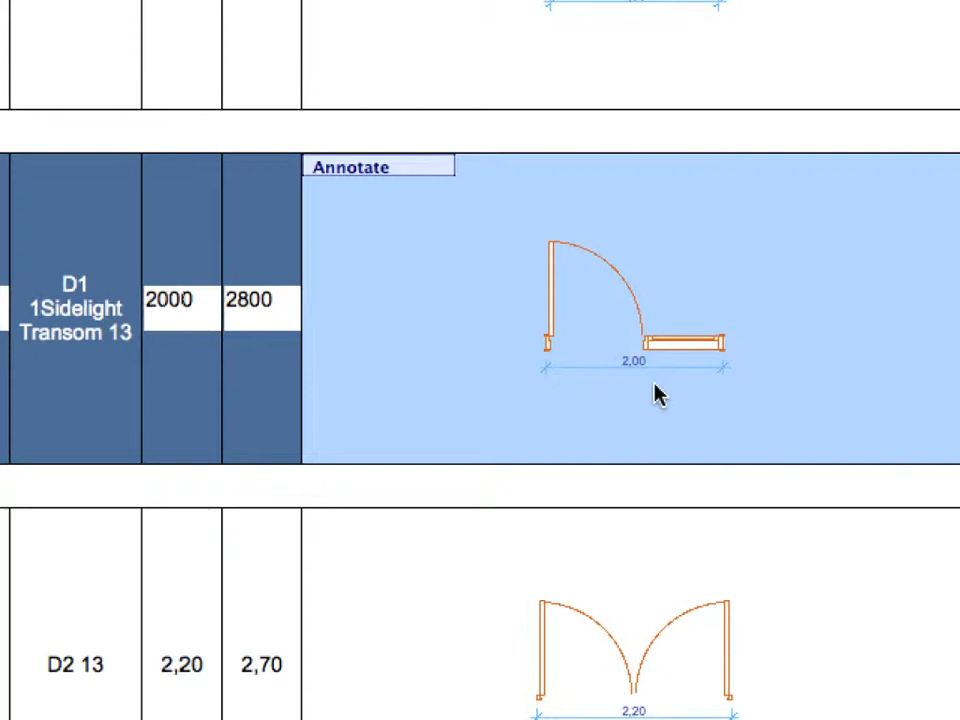 Annotate
D1
1Sidelight
Transom 13
2000
2800
2,00
D2 13
2,20
2,70
2,20